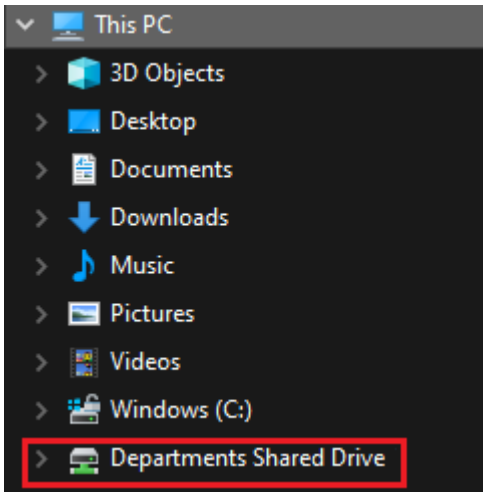 This PC
3D Objects
Desktop
Documents
Downloads
Music
Pictures
Videos
Windows (C:)
Departments Shared Drive